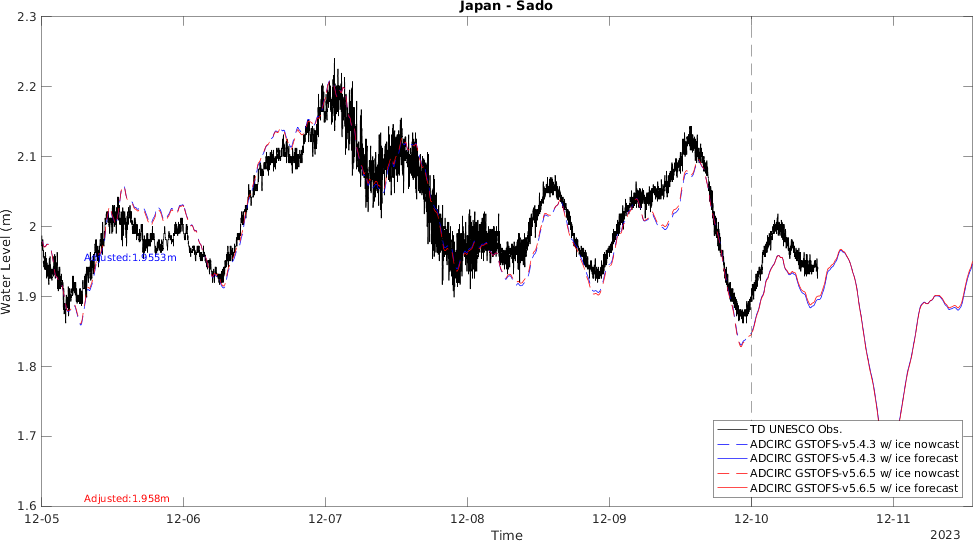 Japan - Sado
2.3
2.2
2.1
2
1.9
1.8
1.7
1.6
Water Level (m)
Adjusted:1.9553m
Adjusted:1.958m
TD UNESCO Obs.
ADCIRC GSTOFS-v5.4.3 w/ ice nowcast
ADCIRC GSTOFS-v5.4.3 w/ ice forecast
ADCIRC GSTOFS-v5.6.5 w/ ice nowcast
ADCIRC GSTOFS-v5.6.5 w/ ice forecast
12-05 12-06 12-07 12-08 12-09 12-10 12-11
Time
2023